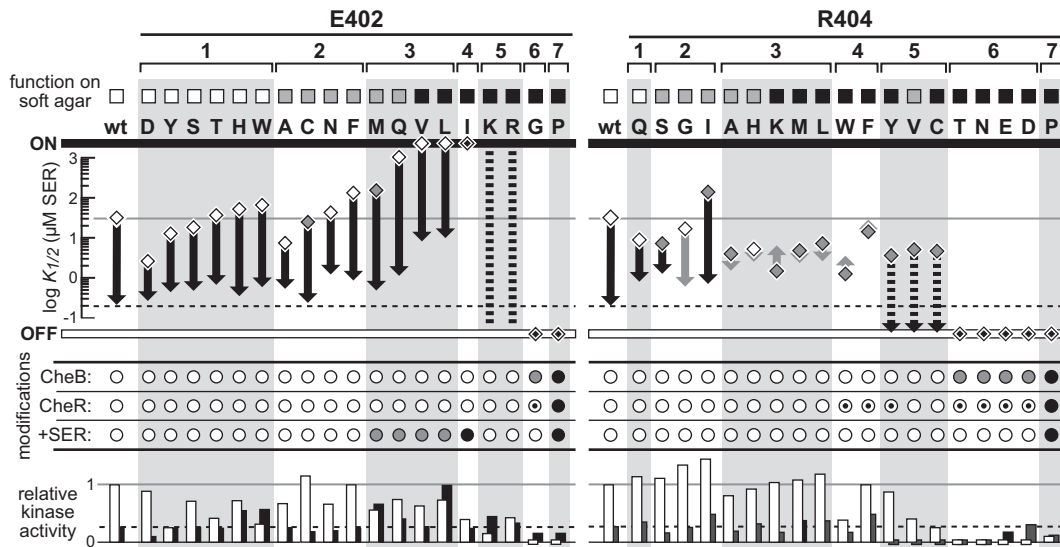 E402 R404
1 2 3 4 5 6 7 1 2 3 4 5 6 7
function on
soft agar
wt D Y S T H W A C N F M Q V L I K R G P wt Q S G I A H K M L W F Y V C T N E D P
ON
3
2
1
0
-1
log K1/2 (µM SER)
OFF
modifications
CheB:
CheR:
+SER:
relative
kinase
activity
1
0